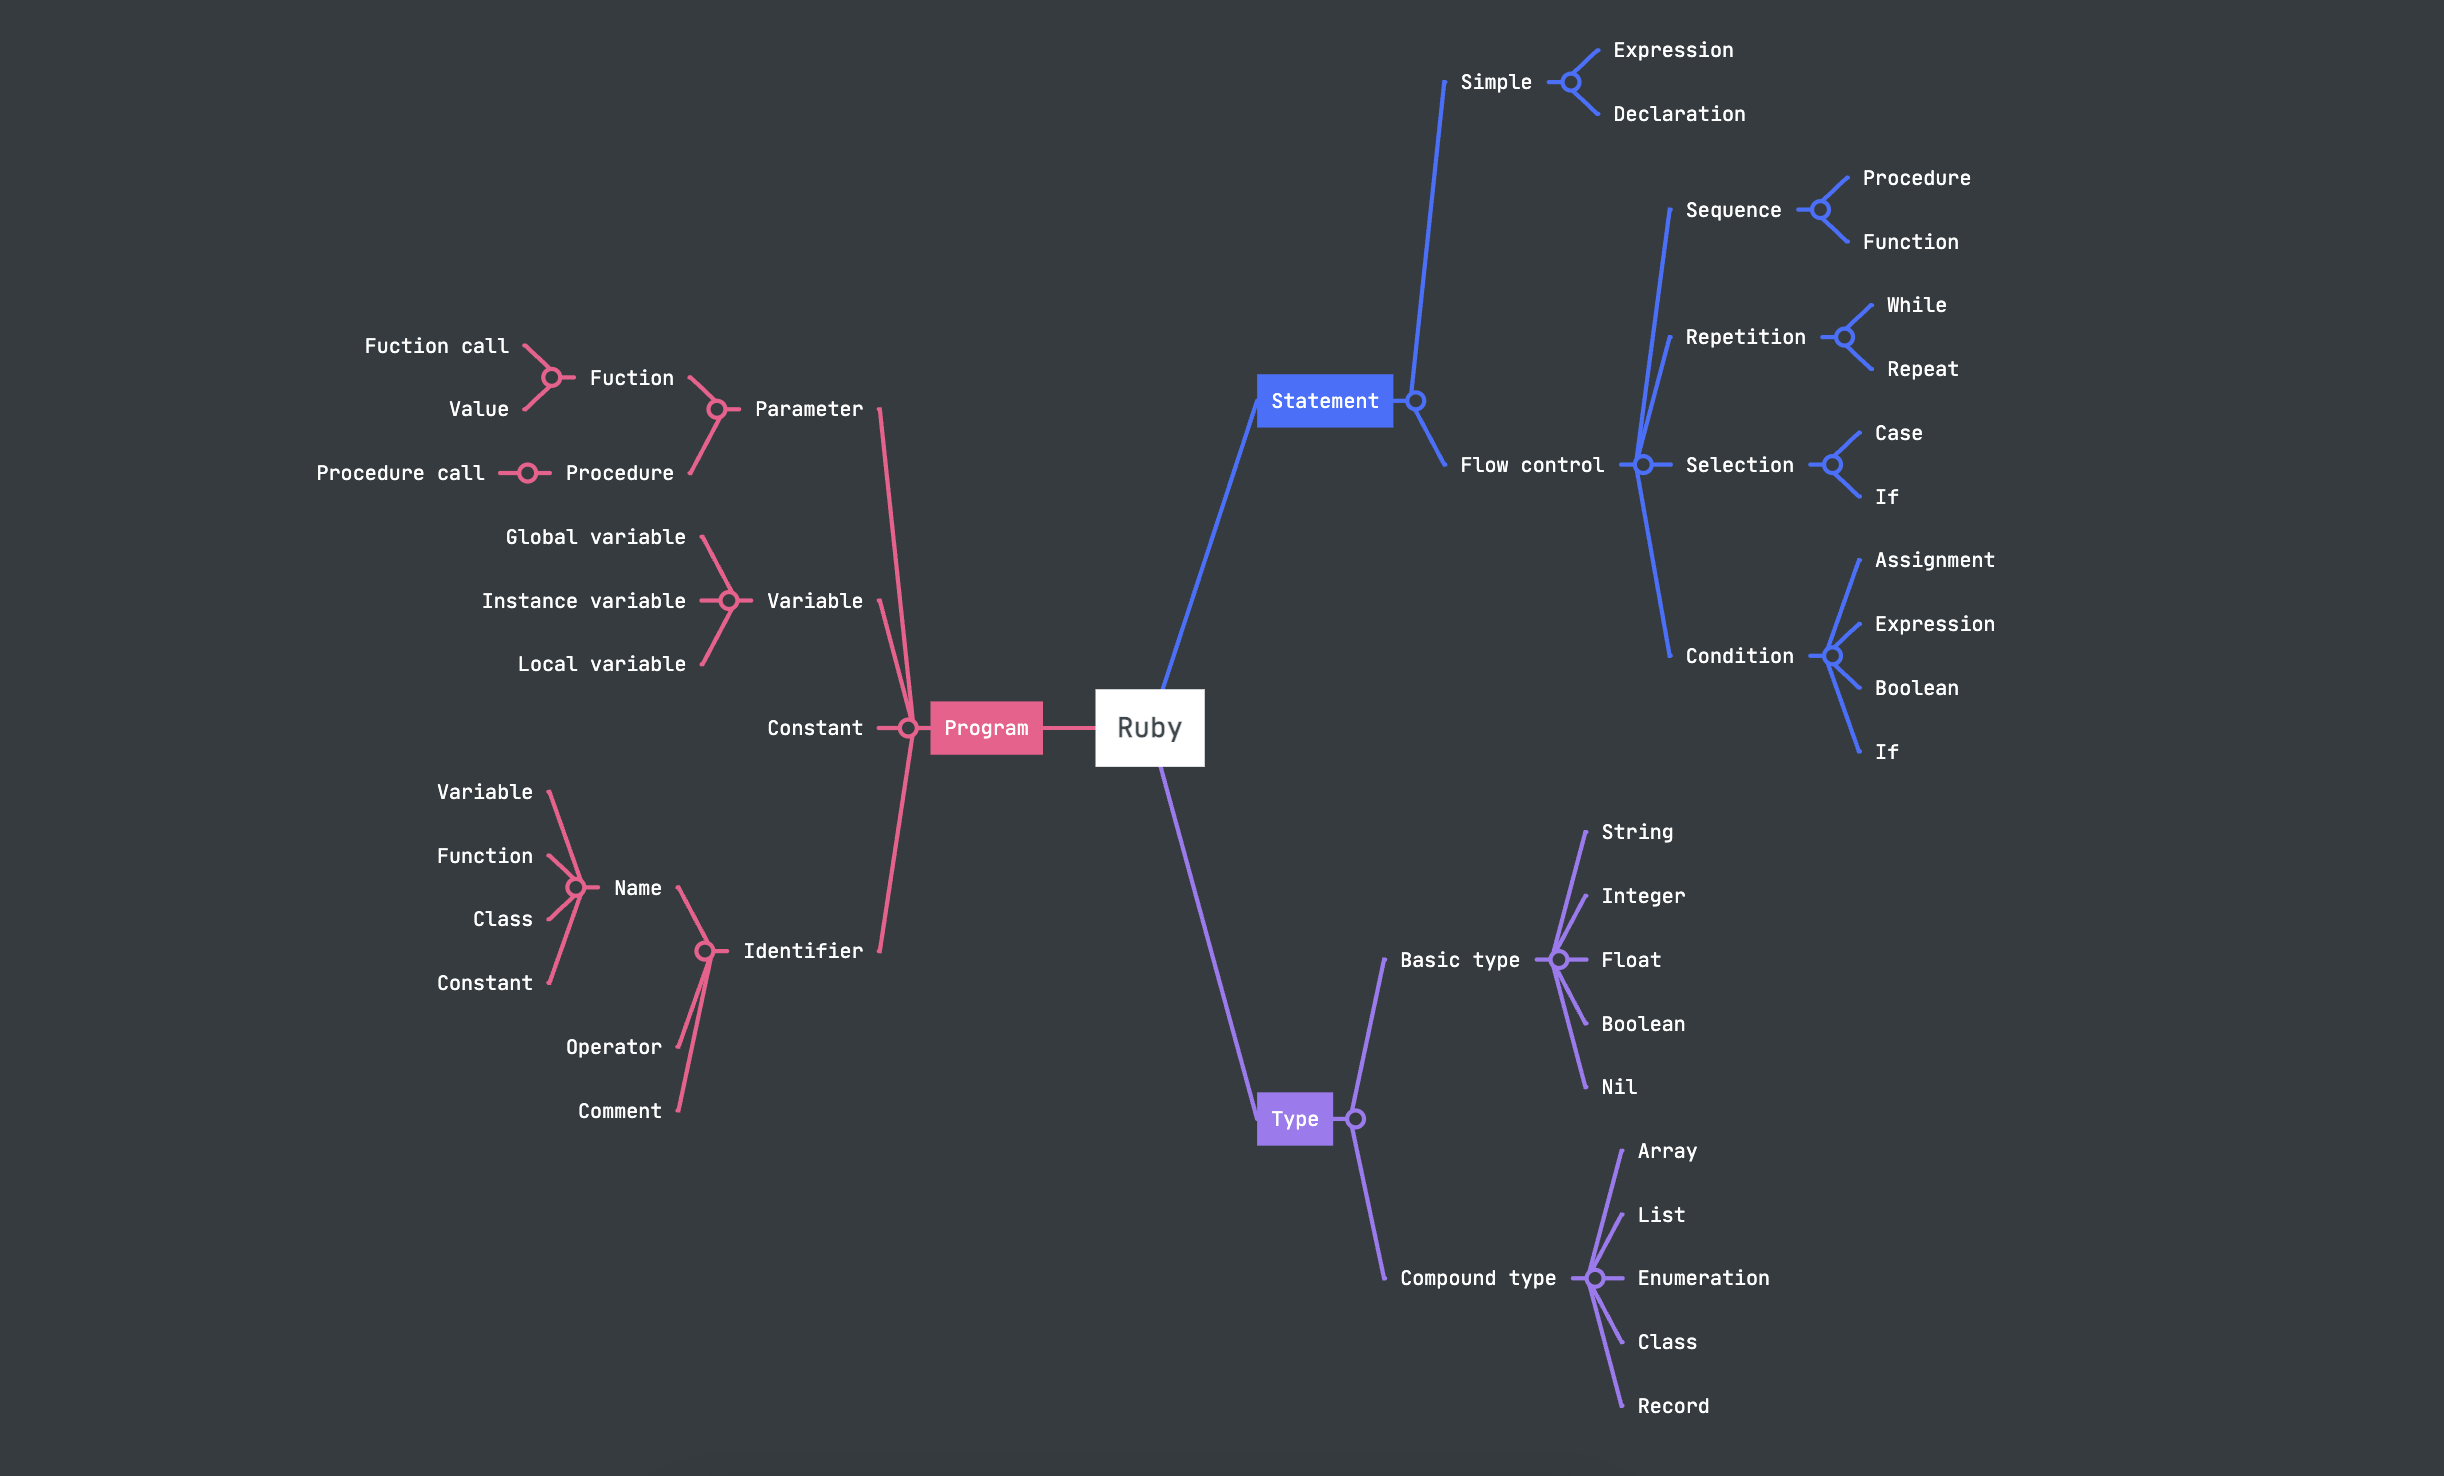 Ruby
Statement
Simple
Expression
Declaration
Flow control
Sequence
Procedure
Function
Repetition
While
Repeat
Selection
Case
If
Condition
Assignment
Expression
Boolean
If
Type
Basic type
String
Integer
Float
Boolean
Nil
Compound type
Array
List
Enumeration
Class
Record
Program
Parameter
Fuction
Fuction call
Value
Procedure
Procedure call
Variable
Global variable
Instance variable
Local variable
Constant
Identifier
Name
Variable
Function
Class
Constant
Operator
Comment